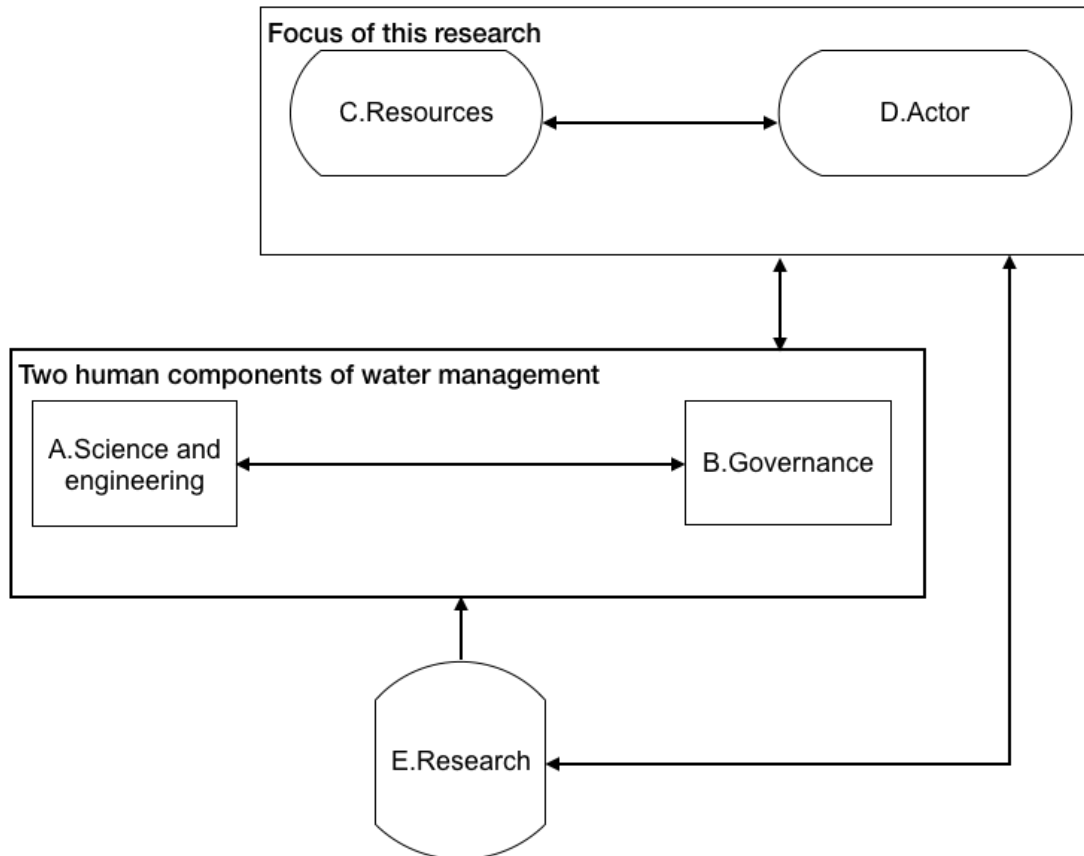 Focus of this research
C.Resources
D.Actor
Two human components of water management
A.Science and
engineering
B.Governance
E.Research